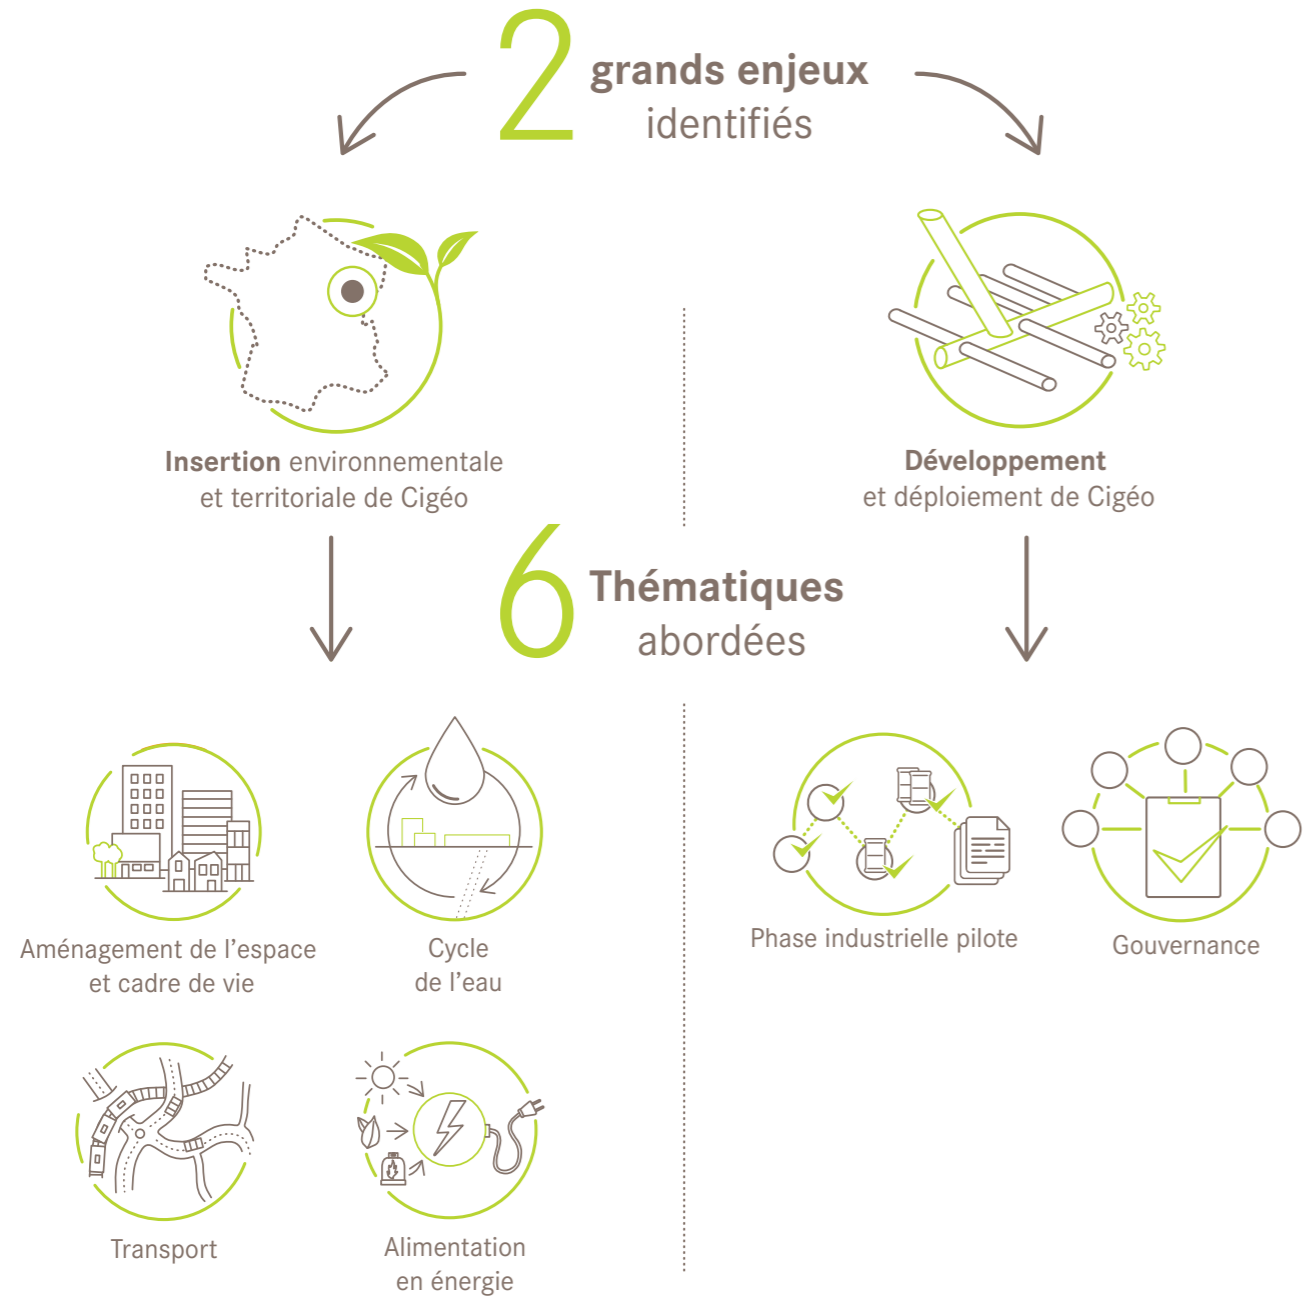 2 grands enjeux
identifiés
Insertion environnementale
et territoriale de Cigéo
Développement
et déploiement de Cigéo
6 Thématiques
abordées
Aménagement de l'espace
et cadre de vie
Cycle
de l'eau
Transport
Alimentation
en énergie
Phase industrielle pilote
Gouvernance